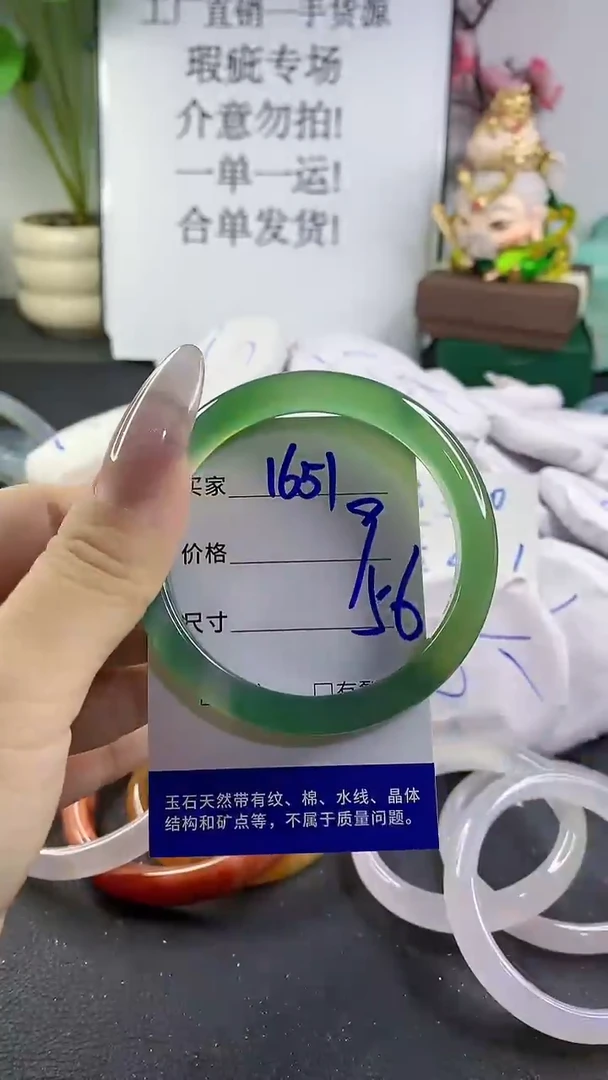 工厂直销一手货源
瑕疵专场
介意勿拍!
一单一运!
合单发货!
买家 1651
价格
尺寸 56
玉石天然带有纹、棉、水线、晶体
结构和矿点等，不属于质量问题。